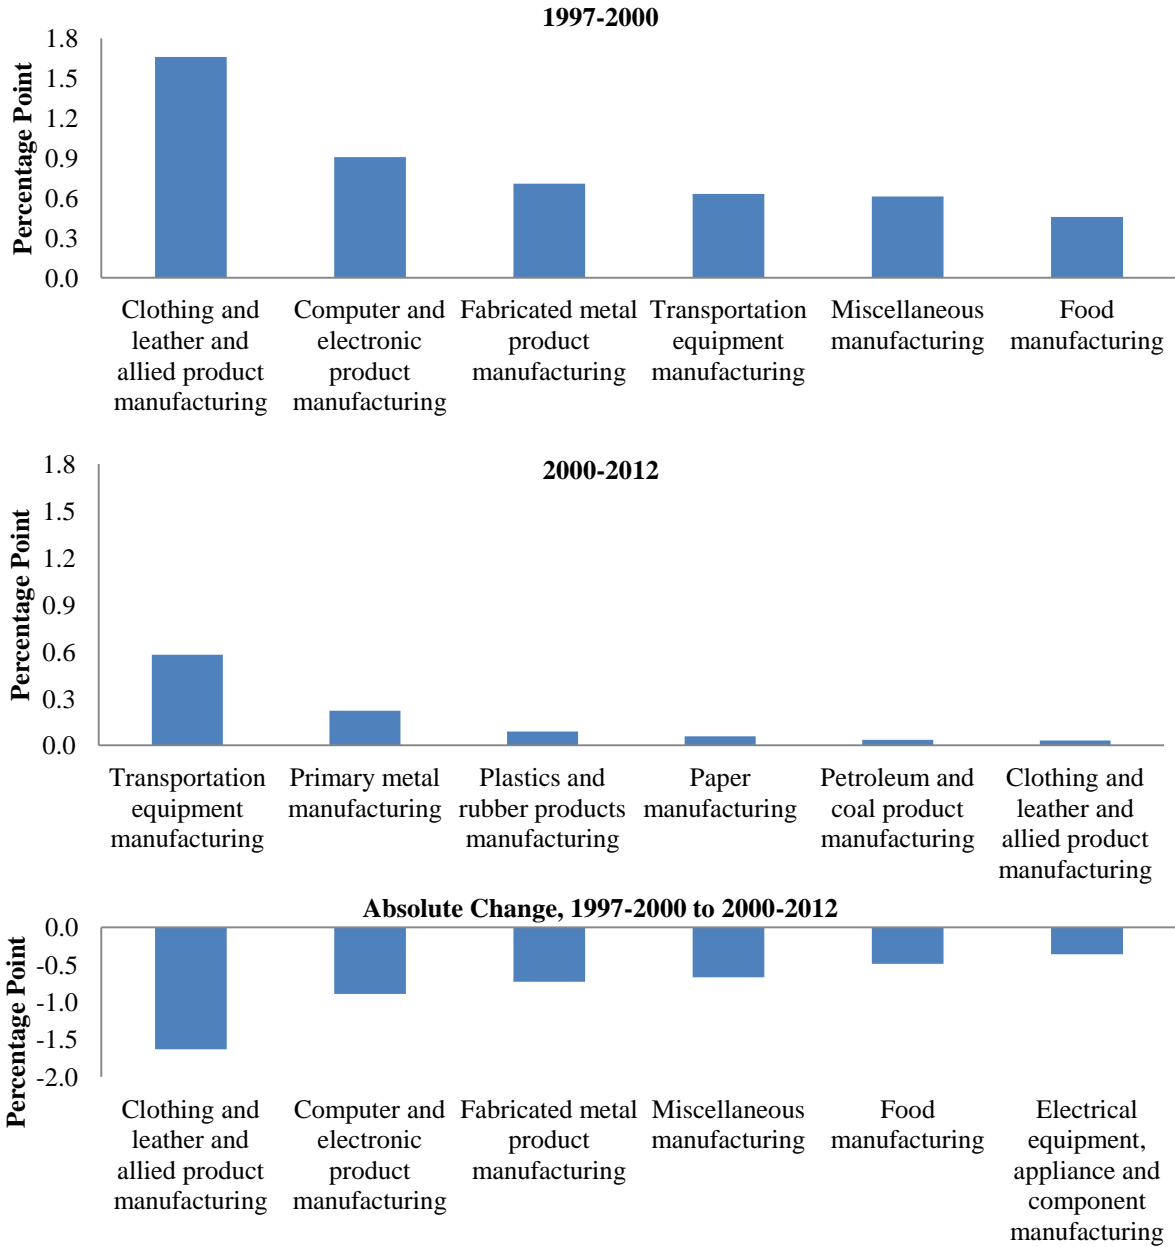 1997-2000
Percentage Point
1.8
1.5
1.2
0.9
0.6
0.3
0.0
Clothing and
leather and
allied product
manufacturing
Computer and
electronic
product
manufacturing
Fabricated metal
product
manufacturing
Transportation
equipment
manufacturing
Miscellaneous
manufacturing
Food
manufacturing
2000-2012
Percentage Point
1.8
1.5
1.2
0.9
0.6
0.3
0.0
Transportation
equipment
manufacturing
Primary metal
manufacturing
Plastics and
rubber products
manufacturing
Paper
manufacturing
Petroleum and
coal product
manufacturing
Clothing and
leather and
allied product
manufacturing
Absolute Change, 1997-2000 to 2000-2012
Percentage Point
0.0
-0.5
-1.0
-1.5
-2.0
Clothing and
leather and
allied product
manufacturing
Computer and
electronic
product
manufacturing
Fabricated metal
product
manufacturing
Miscellaneous
manufacturing
Food
manufacturing
Electrical
equipment,
appliance and
component
manufacturing